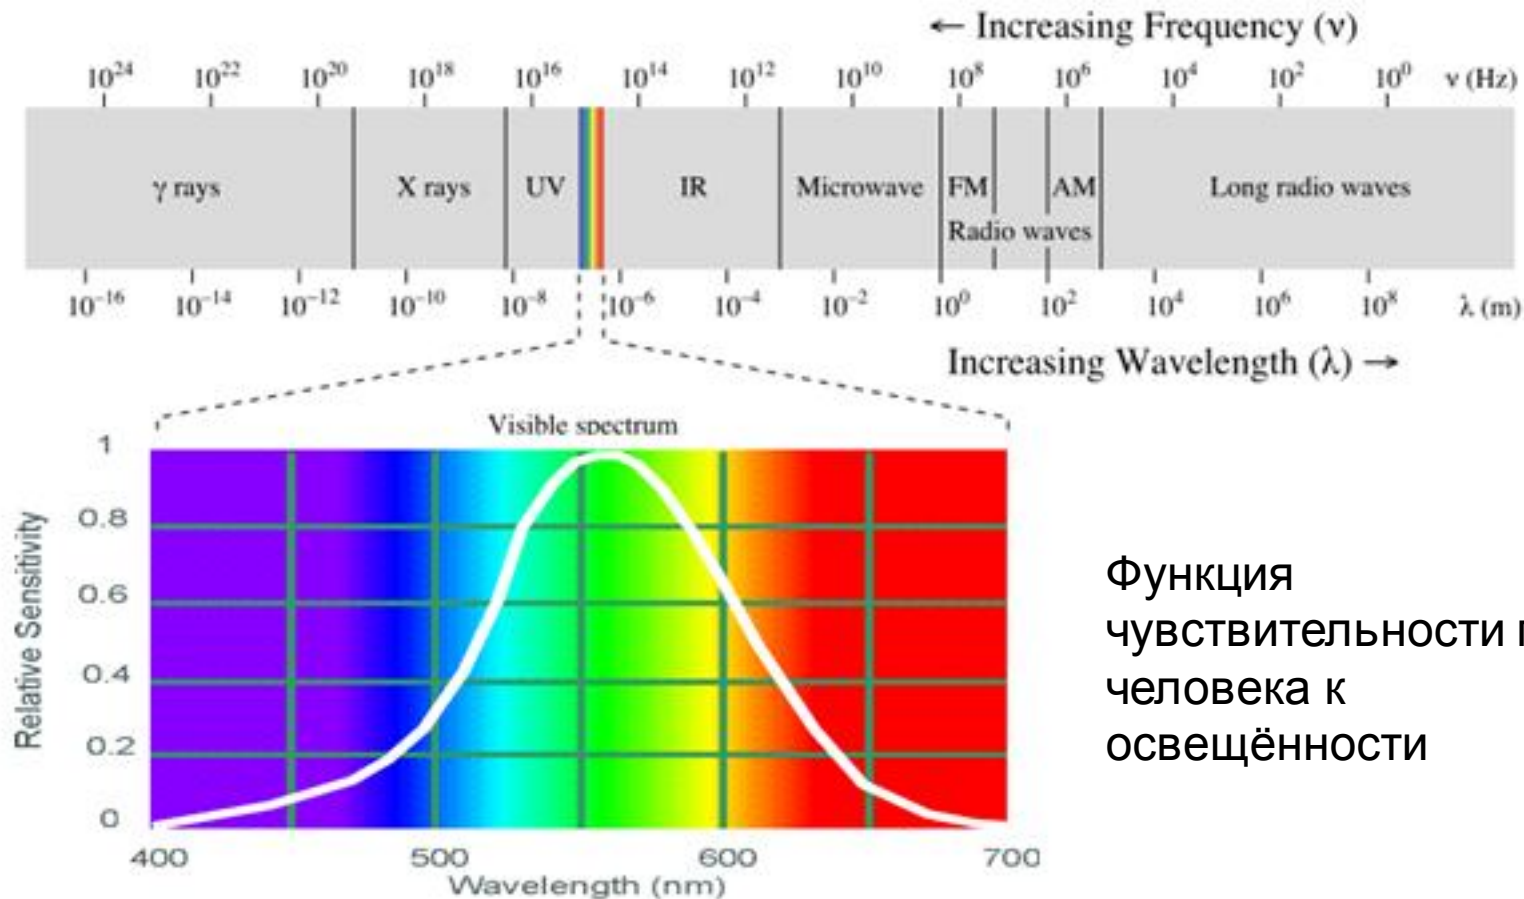 ← Increasing Frequency (ν)
10²⁴ 10²² 10²⁰ 10¹⁸ 10¹⁶ 10¹⁴ 10¹² 10¹⁰ 10⁸ 10⁶ 10⁴ 10² 10⁰ ν (Hz)
γ rays X rays UV IR Microwave FM AM Long radio waves
Radio waves
10⁻¹⁶ 10⁻¹⁴ 10⁻¹² 10⁻¹⁰ 10⁻⁸ 10⁻⁶ 10⁻⁴ 10⁻² 10⁰ 10² 10⁴ 10⁶ 10⁸ λ (m)
Increasing Wavelength (λ) →
Visible spectrum
1
0.8
0.6
0.4
0.2
0
Relative Sensitivity
400 500 600 700
Wavelength (nm)
Функция
чувствительности
человека к
освещённости